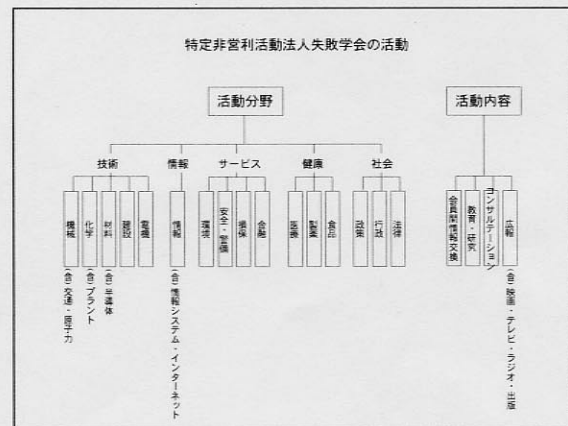 特定非営利活動法人失敗学会の活動
活動分野
活動内容
技術
情報
サービス
健康
社会
機械
(含)交通・原子力
化学
(含)プラント
材料
(含)半導体
建設
電機
情報
(含)情報システム・インターネット
環境
安全・警備
損保
金融
医療
製薬
食品
政策
行政
法律
会員間情報交換
教育・研究
コンサルテーション
広報
(含)映画・テレビ・ラジオ・出版